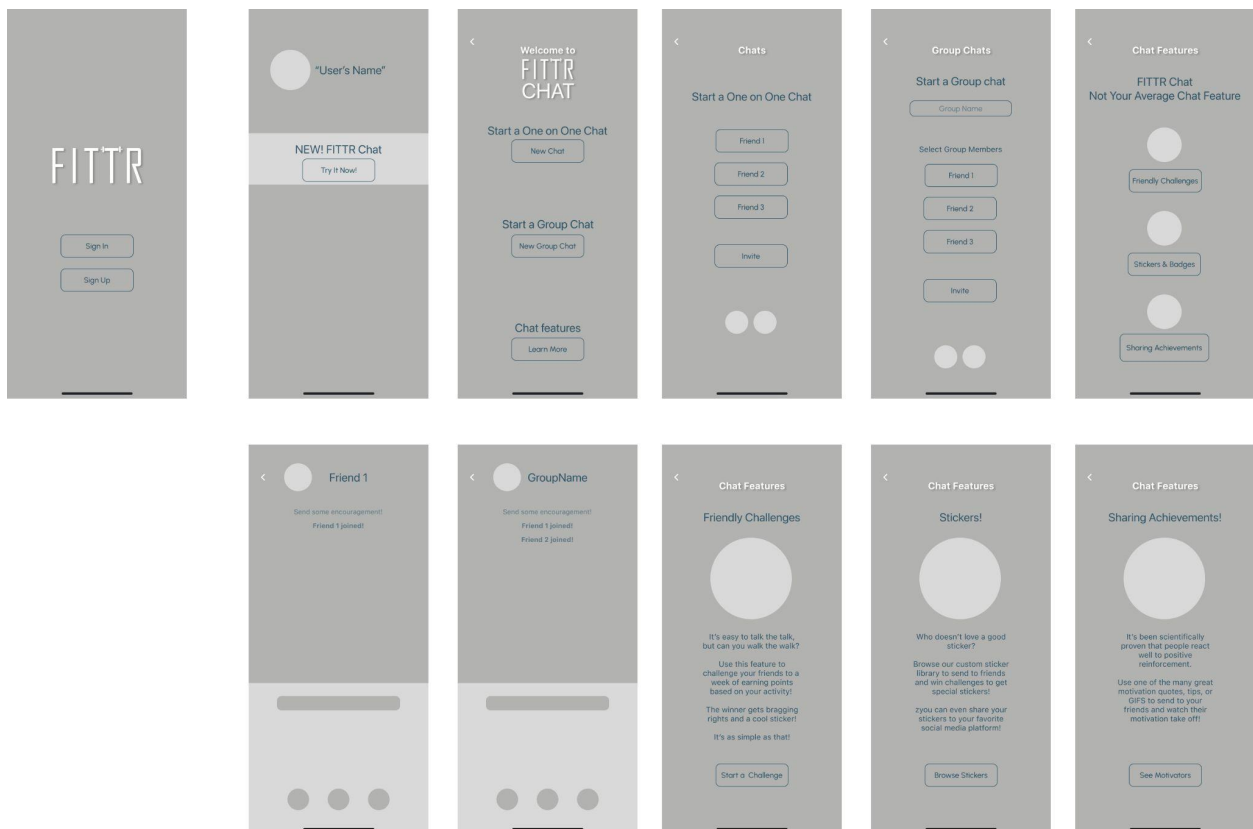 FITTR
Sign In
Sign Up
"User's Name"
NEW! FITTR Chat
Try It Now!
Welcome to
FITTR
CHAT
Start a One on One Chat
New Chat
Start a Group Chat
New Group Chat
Chat features
Learn More
Chats
Start a One on One Chat
Friend 1
Friend 2
Friend 3
Invite
Group Chats
Start a Group chat
Group Name
Select Group Members
Friend 1
Friend 2
Friend 3
Invite
Chat Features
FITTR Chat
Not Your Average Chat Feature
Friendly Challenges
Stickers & Badges
Sharing Achievements
Friend 1
Send some encouragement!
Friend 1 joined!
GroupName
Send some encouragement!
Friend 1 joined!
Friend 2 joined!
Chat Features
Friendly Challenges
It's easy to talk the talk,
but can you walk the walk?
Use this feature to
challenge your friends to a
week of earning points
based on your activity!
The winner gets bragging
rights and a cool sticker!
It's as simple as that!
Start a Challenge
Chat Features
Stickers!
Who doesn't love a good
sticker?
Browse our custom sticker
library to send to friends
and win challenges to get
special stickers!
zyou can even share your
stickers to your favorite
social media platform!
Browse Stickers
Chat Features
Sharing Achievements!
It's been scientifically
proven that people react
well to positive
reinforcement.
Use one of the many great
motivation quotes, tips, or
GIFS to send to your
friends and watch their
motivation take off!
See Motivators